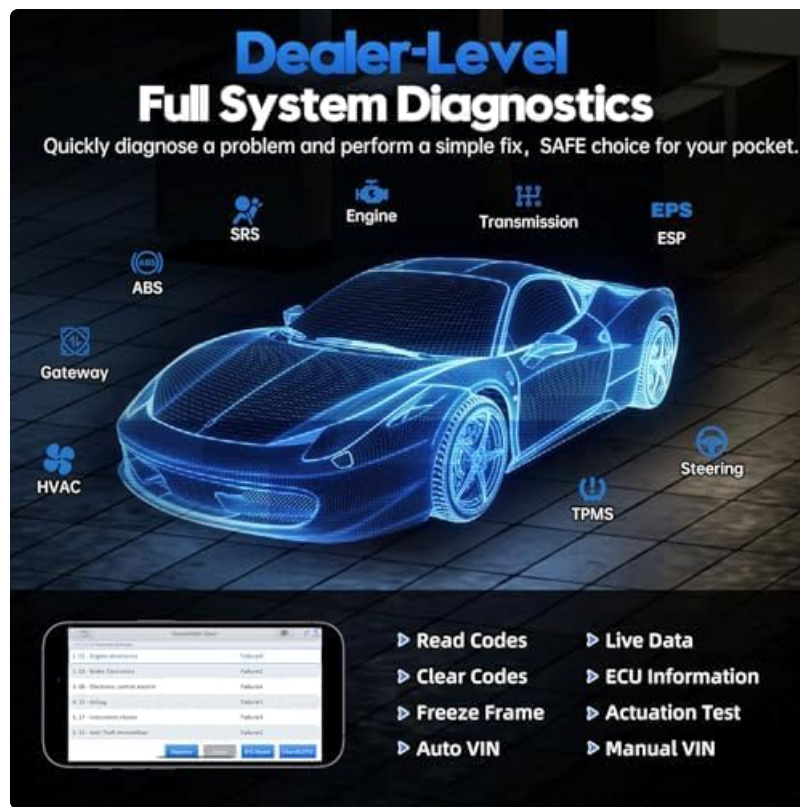 Dealer-Level
Full System Diagnostics
Quickly diagnose a problem and perform a simple fix, SAFE choice for your pocket.
Engine
SRS
Transmission
EPS
ESP
ABS
ABS
Gateway
Steering
HVAC
TPMS
Read Codes
Live Data
Clear Codes
ECU Information
Freeze Frame
Actuation Test
Auto VIN
Manual VIN